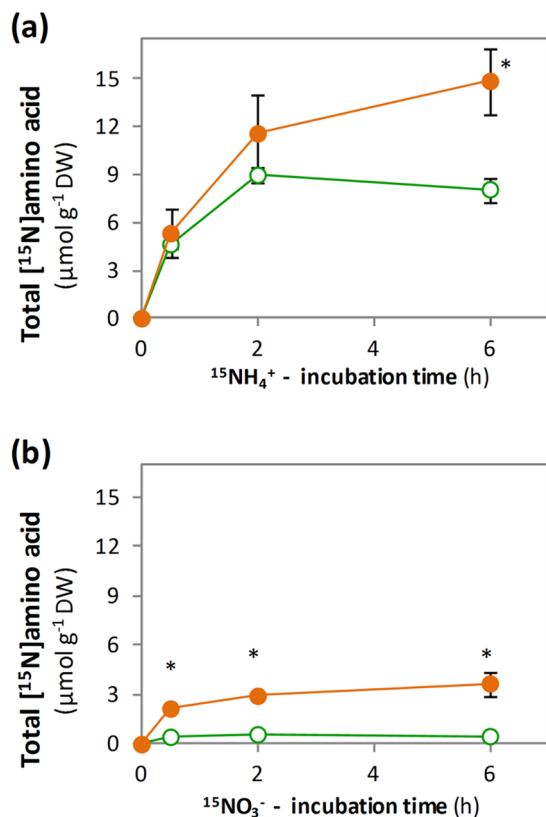 (a)
Total [¹⁵N]amino acid
(µmol g⁻¹ DW)
15
12
9
6
3
0
*
0 2 4 6
¹⁵NH₄⁺ - incubation time (h)
(b)
Total [¹⁵N]amino acid
(µmol g⁻¹ DW)
15
12
9
6
3
0
* * *
0 2 4 6
¹⁵NO₃⁻ - incubation time (h)